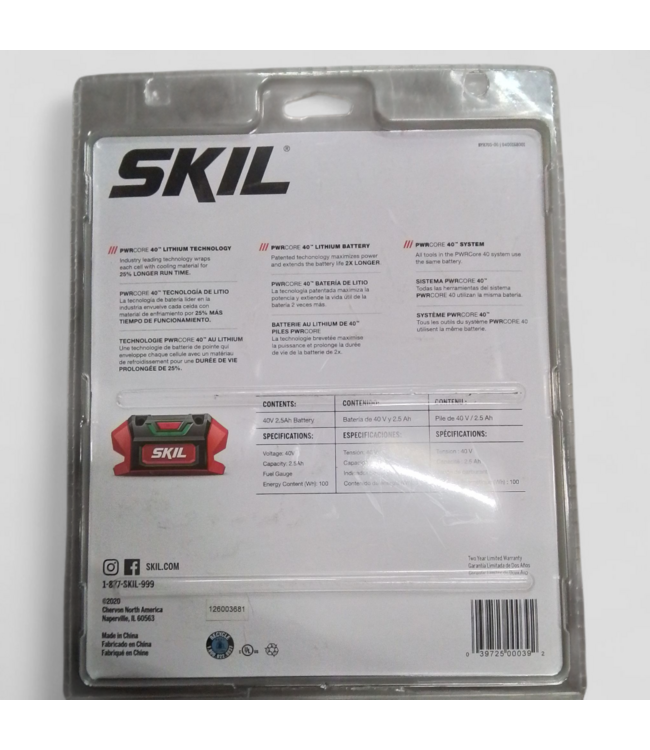 SKIL®
/// PWRCORE 40™ LITHIUM TECHNOLOGY
Industry leading technology wraps
each cell with cooling material for
25% LONGER RUN TIME.
PWRCORE 40™ TECNOLOGÍA DE LITIO
La tecnología de batería líder en la
industria envuelve cada celda con
material de enfriamiento por 25% MÁS
TIEMPO DE FUNCIONAMIENTO.
TECHNOLOGIE PWRCORE 40™ AU LITHIUM
Une technologie de batterie de pointe qui
enveloppe chaque cellule avec un matériau
de refroidissement pour une DURÉE DE VIE
PROLONGÉE DE 25%.
/// PWRCORE 40™ LITHIUM BATTERY
Patented techonology maximizes power
and extends the battery life 2X LONGER.
PWRCORE 40™ BATERÍA DE LITIO
La tecnología patentada maximiza la
potencia y extiende la vida útil de la
batería 2 veces más.
BATTERIE AU LITHIUM DE 40™
PILES PWRCORE
La technologie brevetée maximise
la puissance et prolonge la durée
de vie de la batterie de 2x.
/// PWRCORE 40™ SYSTEM
All tools in the PWRCore 40 system use
the same battery.
SISTEMA PWRCORE 40™
Todas las herramientas del sistema
PWRCORE 40 utilizan la misma batería.
SYSTÈME PWRCORE 40™
Tous les outils du système PWRCORE 40
utilisent la même batterie.
SKIL
CONTENTS:
40V 2.5Ah Battery
SPECIFICATIONS:
Voltage: 40V
Capacity: 2.5 Ah
Fuel Gauge
Energy Content (Wh): 100
CONTENIDO:
Batería de 40 V y 2.5 Ah
ESPECIFICACIONES:
CONTENU:
Pile de 40 V / 2.5 Ah
SPÉCIFICATIONS:
Tension: 40 V
100
SKIL.COM
1-877-SKIL-999
©2020
Chervon North America
Naperville, IL 60563
126003681
Made in China
Fabricado en China
Fabriqué en Chine
Two Year Limited Warranty
Garantía Limitada de Dos Años
0 39725 00039 2